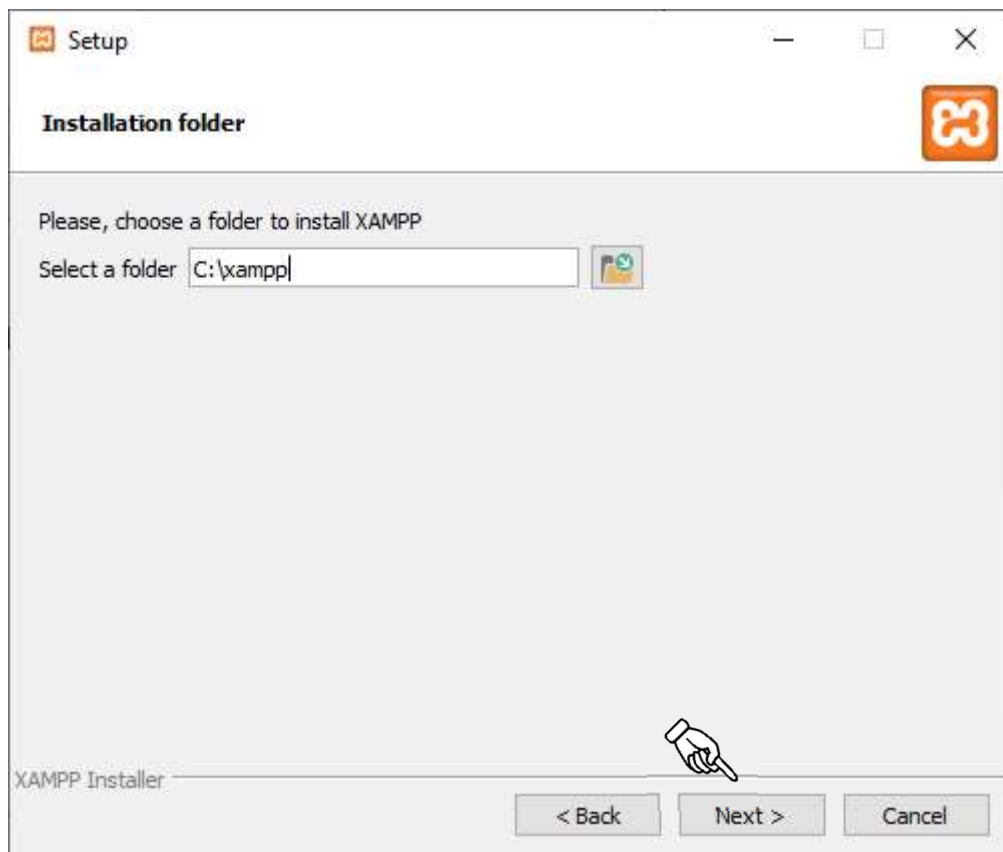 Setup
Installation folder
Please, choose a folder to install XAMPP
Select a folder C:\xampp
XAMPP Installer
< Back Next > Cancel